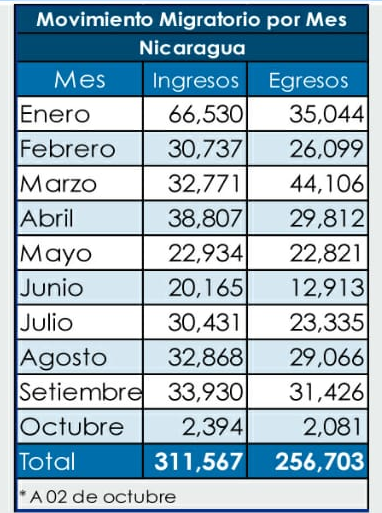 Movimiento Migratorio por Mes
Nicaragua
Mes Ingresos Egresos
Enero 66,530 35,044
Febrero 30,737 26,099
Marzo 32,771 44,106
Abril 38,807 29,812
Mayo 22,934 22,821
Junio 20,165 12,913
Julio 30,431 23,335
Agosto 32,868 29,066
Setiembre 33,930 31,426
Octubre 2,394 2,081
Total 311,567 256,703
* A 02 de octubre